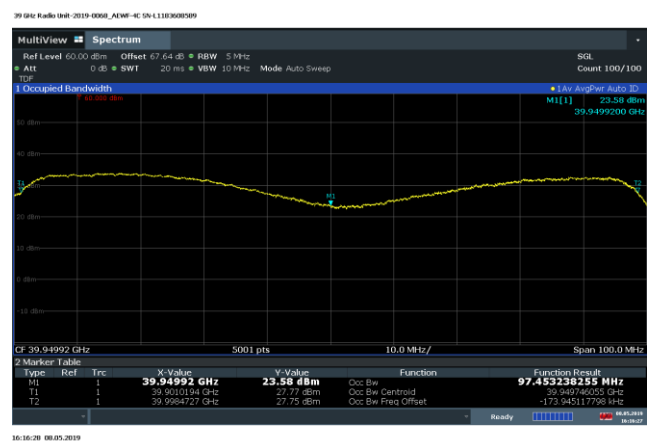 39 GHz Radio Unit-2019-0068_AEWF-4C SN-L1183608509
MultiView Spectrum
Ref Level 60.00 dBm Offset 67.64 dB RBW 5 MHz SGL
Att 0 dB SWT 20 ms VBW 10 MHz Mode Auto Sweep Count 100/100
TDF
1 Occupied Bandwidth 1Av AvgPwr Auto ID
M1[1] 23.58 dBm
39.9499200 GHz
50 dBm
40 dBm
T1 T2
M1
20 dBm
10 dBm
0 dBm
-10 dBm
CF 39.94992 GHz 5001 pts 10.0 MHz/ Span 100.0 MHz
2 Marker Table
Type Ref Trc X-Value Y-Value Function Function Result
M1 1 39.94992 GHz 23.58 dBm Occ Bw 97.453238255 MHz
T1 1 39.9010194 GHz 27.77 dBm Occ Bw Centroid 39.949746055 GHz
T2 1 39.9984727 GHz 27.75 dBm Occ Bw Freq Offset -173.945117798 kHz
Ready 08.05.2019
16:16:27
16:16:28 08.05.2019